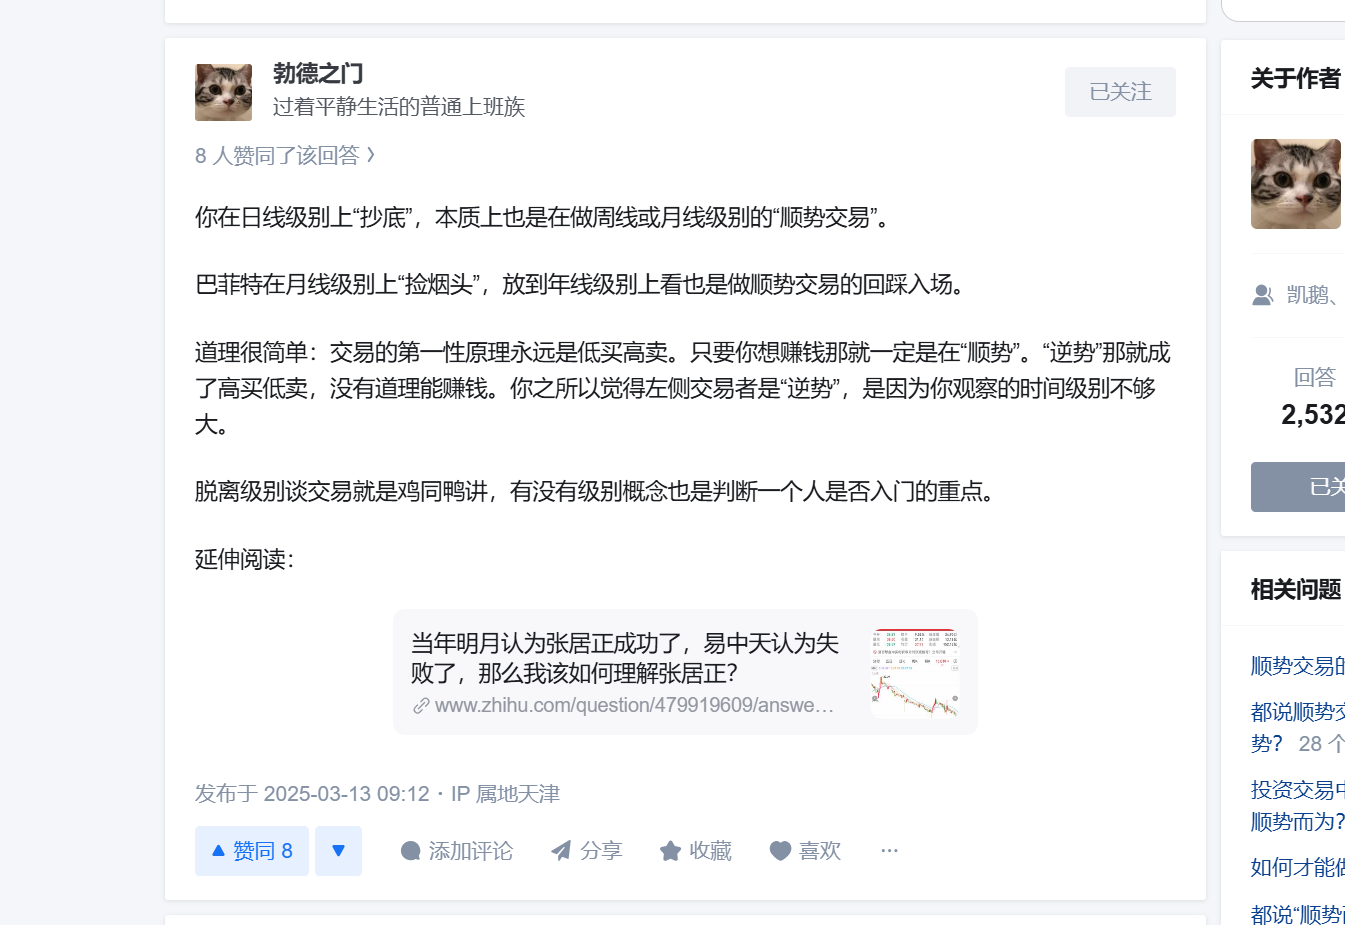 勃德之门
过着平静生活的普通上班族
已关注
8 人赞同了该回答
你在日线级别上“抄底”，本质上也是在做周线或月线级别的“顺势交易”。
巴菲特在月线级别上“捡烟头”，放到年线级别上看也是做顺势交易的回踩入场。
道理很简单：交易的第一性原理永远是低买高卖。只要你想赚钱那就一定是在“顺势”。“逆势”那就成
了高买低卖，没有道理能赚钱。你之所以觉得左侧交易者是“逆势”，是因为你观察的时间级别不够
大。
脱离级别谈交易就是鸡同鸭讲，有没有级别概念也是判断一个人是否入门的重点。
延伸阅读：
当年明月认为张居正成功了，易中天认为失
败了，那么我该如何理解张居正？
www.zhihu.com/question/479919609/answe...
发布于 2025-03-13 09:12・IP 属地天津
赞同 8
添加评论
分享
收藏
喜欢
关于作者
凯鹅、
回答
2,532
已关
相关问题
顺势交易的
都说顺势交
势？ 28 个
投资交易中
顺势而为？
如何才能做
都说“顺势而